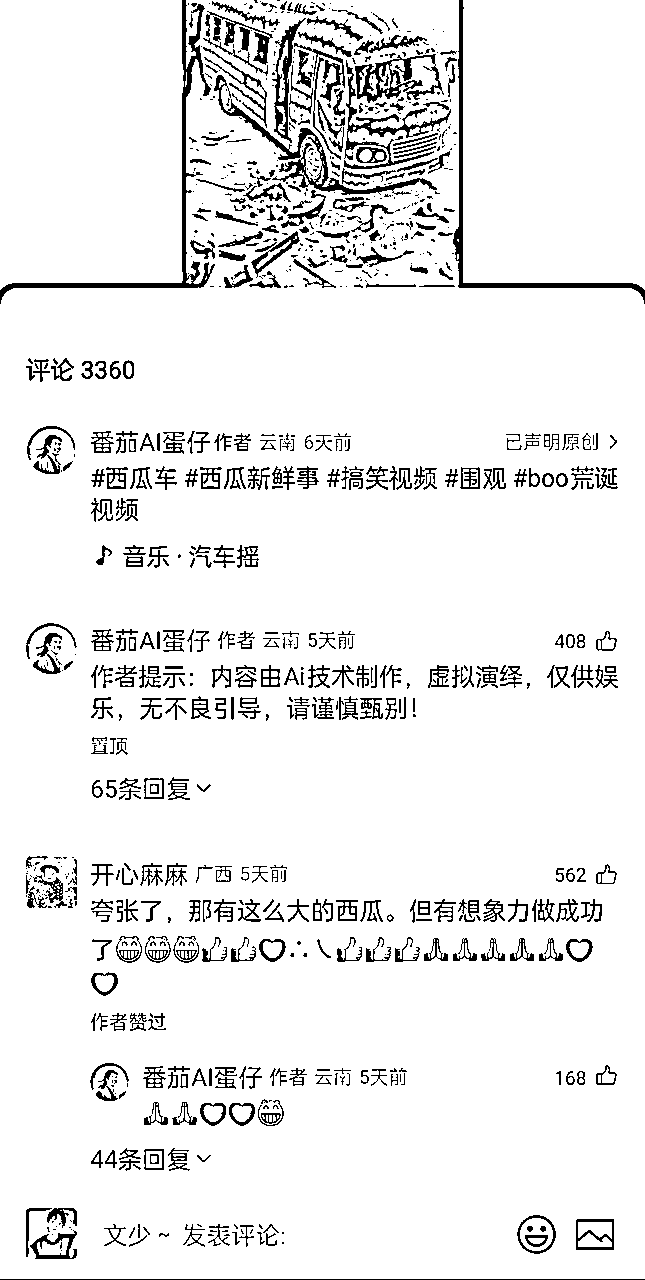 评论 3360
番茄AI蛋仔 作者 云南 6天前 已声明原创
#西瓜车 #西瓜新鲜事 #搞笑视频 #围观 #boo荒诞
视频
音乐·汽车摇
番茄AI蛋仔 作者 云南 5天前 408
作者提示：内容由Ai技术制作，虚拟演绎，仅供娱
乐，无不良引导，请谨慎甄别！
置顶
65条回复
开心麻麻 广西 5天前 562
夸张了，那有这么大的西瓜。但有想象力做成功
了😁😁😁👍👍❤∴╰👍👍👍🙏🙏🙏🙏🙏❤
❤
作者赞过
番茄AI蛋仔 作者 云南 5天前 168
🙏🙏❤❤😁
44条回复
文少 ~ 发表评论: